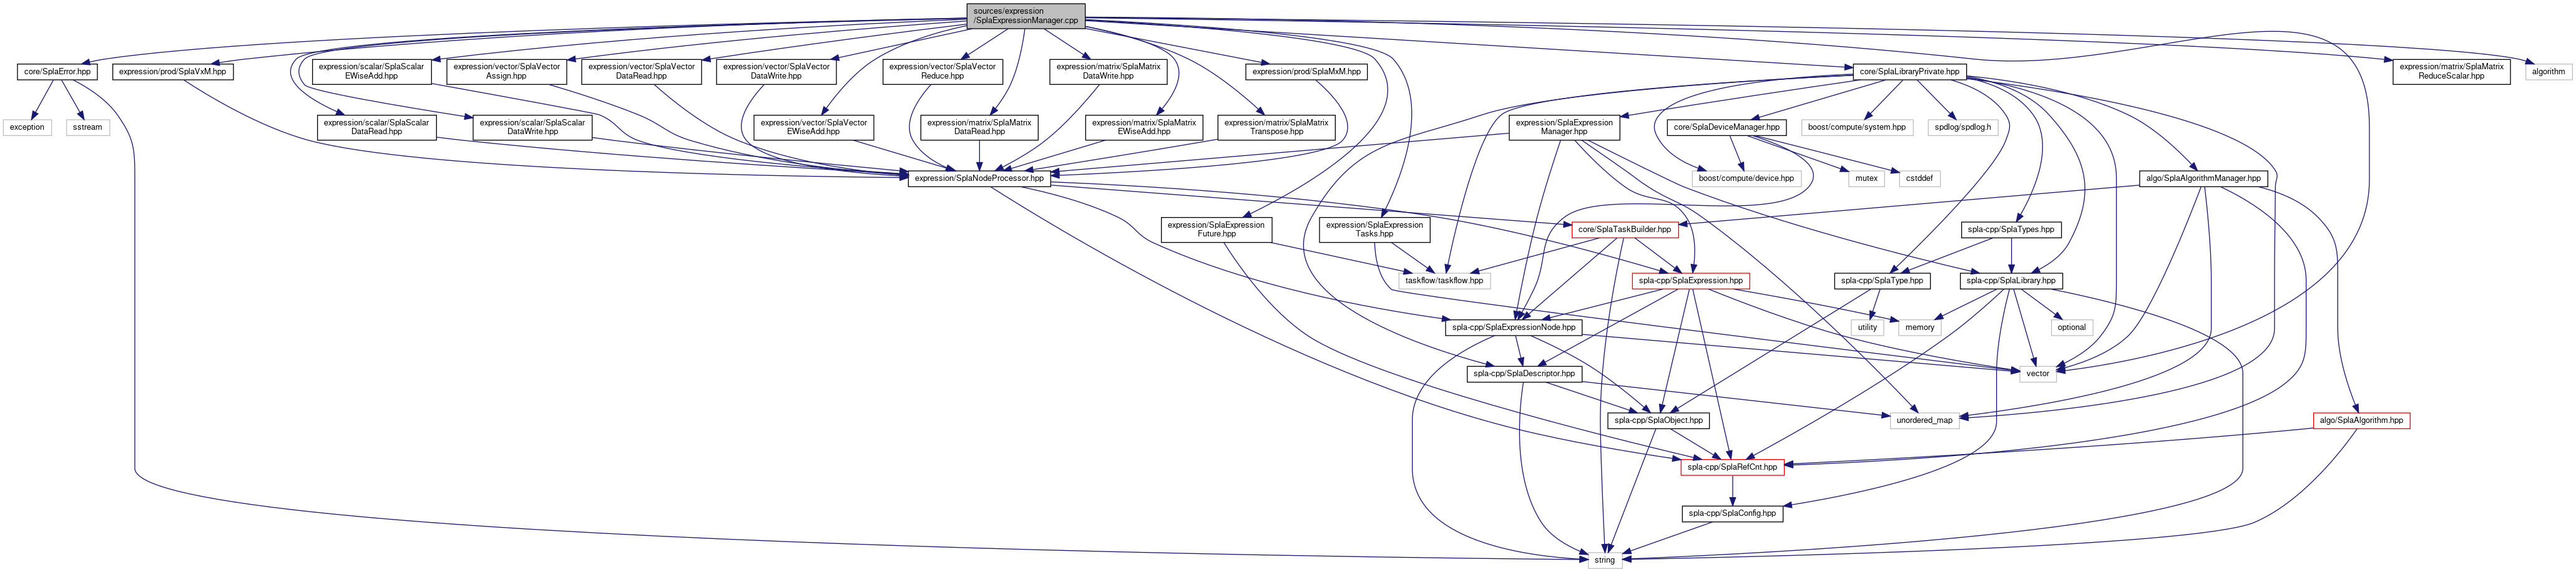 sources/expression
/SplaExpressionManager.cpp
core/SplaError.hpp
expression/prod/SplaVxM.hpp
expression/scalar/SplaScalar
EWiseAdd.hpp
expression/vector/SplaVector
Assign.hpp
expression/vector/SplaVector
DataRead.hpp
expression/vector/SplaVector
DataWrite.hpp
expression/vector/SplaVector
Reduce.hpp
expression/matrix/SplaMatrix
DataWrite.hpp
expression/prod/SplaMxM.hpp
core/SplaLibraryPrivate.hpp
expression/matrix/SplaMatrix
ReduceScalar.hpp
algorithm
exception
sstream
expression/scalar/SplaScalar
DataRead.hpp
expression/scalar/SplaScalar
DataWrite.hpp
expression/vector/SplaVector
EWiseAdd.hpp
expression/matrix/SplaMatrix
DataRead.hpp
expression/matrix/SplaMatrix
EWiseAdd.hpp
expression/matrix/SplaMatrix
Transpose.hpp
expression/SplaExpression
Manager.hpp
core/SplaDeviceManager.hpp
boost/compute/system.hpp
spdlog/spdlog.h
expression/SplaNodeProcessor.hpp
boost/compute/device.hpp
mutex
cstddef
algo/SplaAlgorithmManager.hpp
expression/SplaExpression
Future.hpp
expression/SplaExpression
Tasks.hpp
core/SplaTaskBuilder.hpp
spla-cpp/SplaTypes.hpp
taskflow/taskflow.hpp
spla-cpp/SplaExpression.hpp
spla-cpp/SplaType.hpp
spla-cpp/SplaLibrary.hpp
spla-cpp/SplaExpressionNode.hpp
utility
memory
optional
spla-cpp/SplaDescriptor.hpp
vector
spla-cpp/SplaObject.hpp
unordered_map
algo/SplaAlgorithm.hpp
spla-cpp/SplaRefCnt.hpp
spla-cpp/SplaConfig.hpp
string